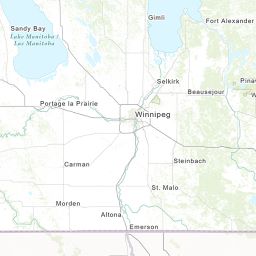 Gimli
Fort Alexander
Sandy Bay
Lake Manitoba /
Lac Manitoba
Selkirk
Beausejour
Pinaw
Portage la Prairie
Winnipeg
Carman
Steinbach
St. Malo
Morden
Altona
Emerson